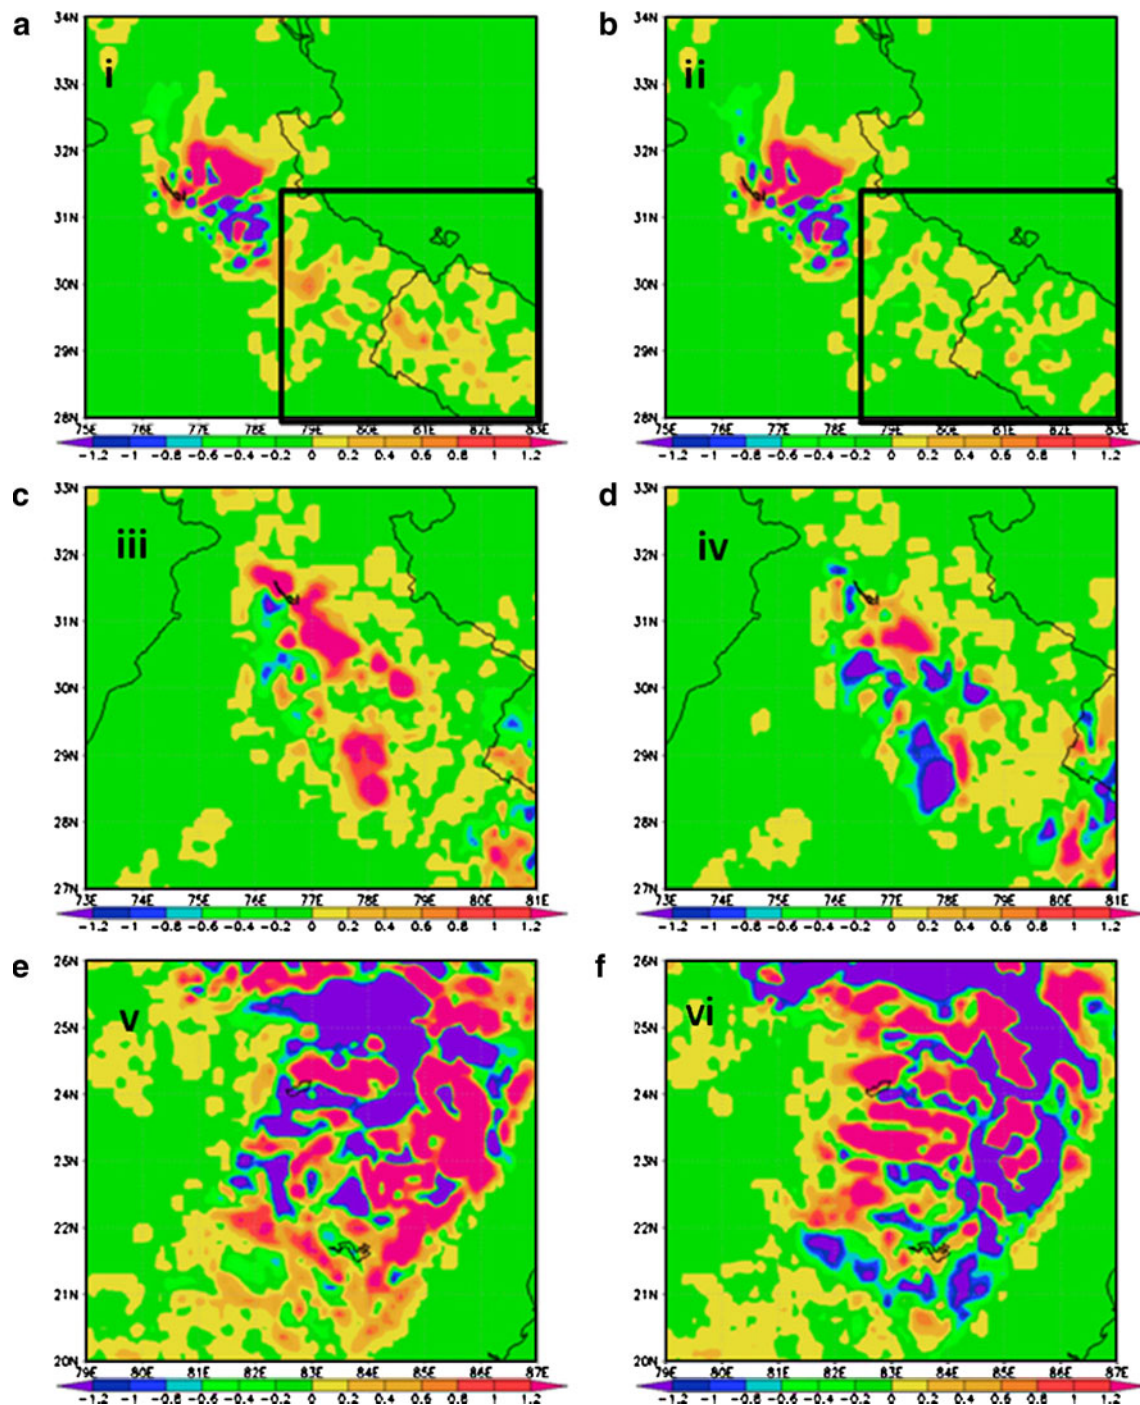 a
b
34N
33N
32N
31N
30N
29N
28N
i
75E 76E 77E 78E 79E 80E 81E 82E 83E
-1.2 -1 -0.8 -0.6 -0.4 -0.2 0 0.2 0.4 0.6 0.8 1 1.2
34N
33N
32N
31N
30N
29N
28N
ii
75E 76E 77E 78E 79E 80E 81E 82E 83E
-1.2 -1 -0.8 -0.6 -0.4 -0.2 0 0.2 0.4 0.6 0.8 1 1.2
c
d
33N
32N
31N
30N
29N
28N
27N
iii
73E 74E 75E 76E 77E 78E 79E 80E 81E
-1.2 -1 -0.8 -0.6 -0.4 -0.2 0 0.2 0.4 0.6 0.8 1 1.2
33N
32N
31N
30N
29N
28N
27N
iv
73E 74E 75E 76E 77E 78E 79E 80E 81E
-1.2 -1 -0.8 -0.6 -0.4 -0.2 0 0.2 0.4 0.6 0.8 1 1.2
e
f
26N
25N
24N
23N
22N
21N
20N
v
79E 80E 81E 82E 83E 84E 85E 86E 87E
-1.2 -1 -0.8 -0.6 -0.4 -0.2 0 0.2 0.4 0.6 0.8 1 1.2
26N
25N
24N
23N
22N
21N
20N
vi
79E 80E 81E 82E 83E 84E 85E 86E 87E
-1.2 -1 -0.8 -0.6 -0.4 -0.2 0 0.2 0.4 0.6 0.8 1 1.2